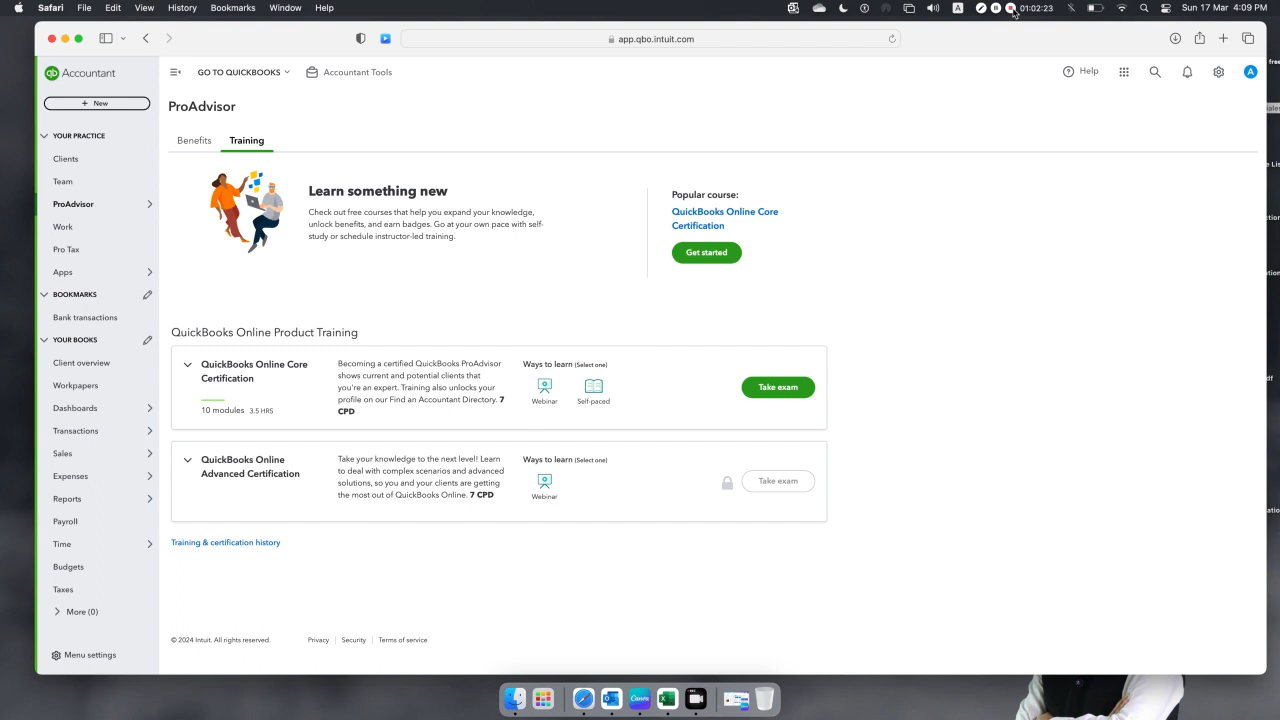 Safari File Edit View History Bookmarks Window Help
A 01:02:23 Sun 17 Mar 4:09 PM
app.qbo.intuit.com
qb Accountant
GO TO QUICKBOOKS Accountant Tools
Help
A
+ New
ProAdvisor
YOUR PRACTICE
Clients
Team
ProAdvisor
Work
Pro Tax
Apps
BOOKMARKS
Bank transactions
YOUR BOOKS
Client overview
Workpapers
Dashboards
Transactions
Sales
Expenses
Reports
Payroll
Time
Budgets
Taxes
More (0)
Menu settings
Benefits Training
Learn something new
Check out free courses that help you expand your knowledge,
unlock benefits, and earn badges. Go at your own pace with self-
study or schedule instructor-led training.
Popular course:
QuickBooks Online Core
Certification
Get started
QuickBooks Online Product Training
QuickBooks Online Core
Certification
10 modules 3.5 HRS
Becoming a certified QuickBooks ProAdvisor
shows current and potential clients that
you're an expert. Training also unlocks your
profile on our Find an Accountant Directory. 7
CPD
Ways to learn (Select one)
Webinar Self-paced
Take exam
QuickBooks Online
Advanced Certification
Take your knowledge to the next level! Learn
to deal with complex scenarios and advanced
solutions, so you and your clients are getting
the most out of QuickBooks Online. 7 CPD
Ways to learn (Select one)
Webinar
Take exam
Training & certification history
© 2024 Intuit. All rights reserved. Privacy Security Terms of service
Canva